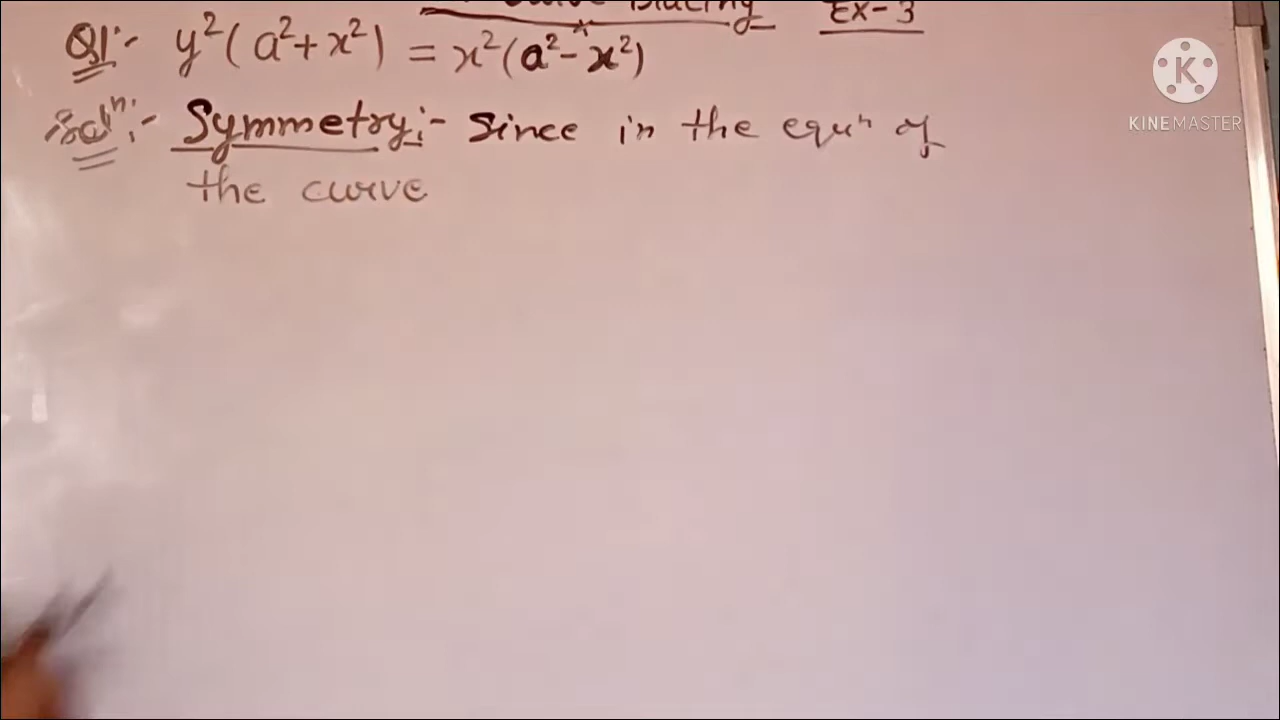 Curve Tracing Ex-3
Q1:- y²(a²+x²) = x²(a²-x²)
Solⁿ:- Symmetry:- Since in the equⁿ of
the curve
K
KINEMASTER